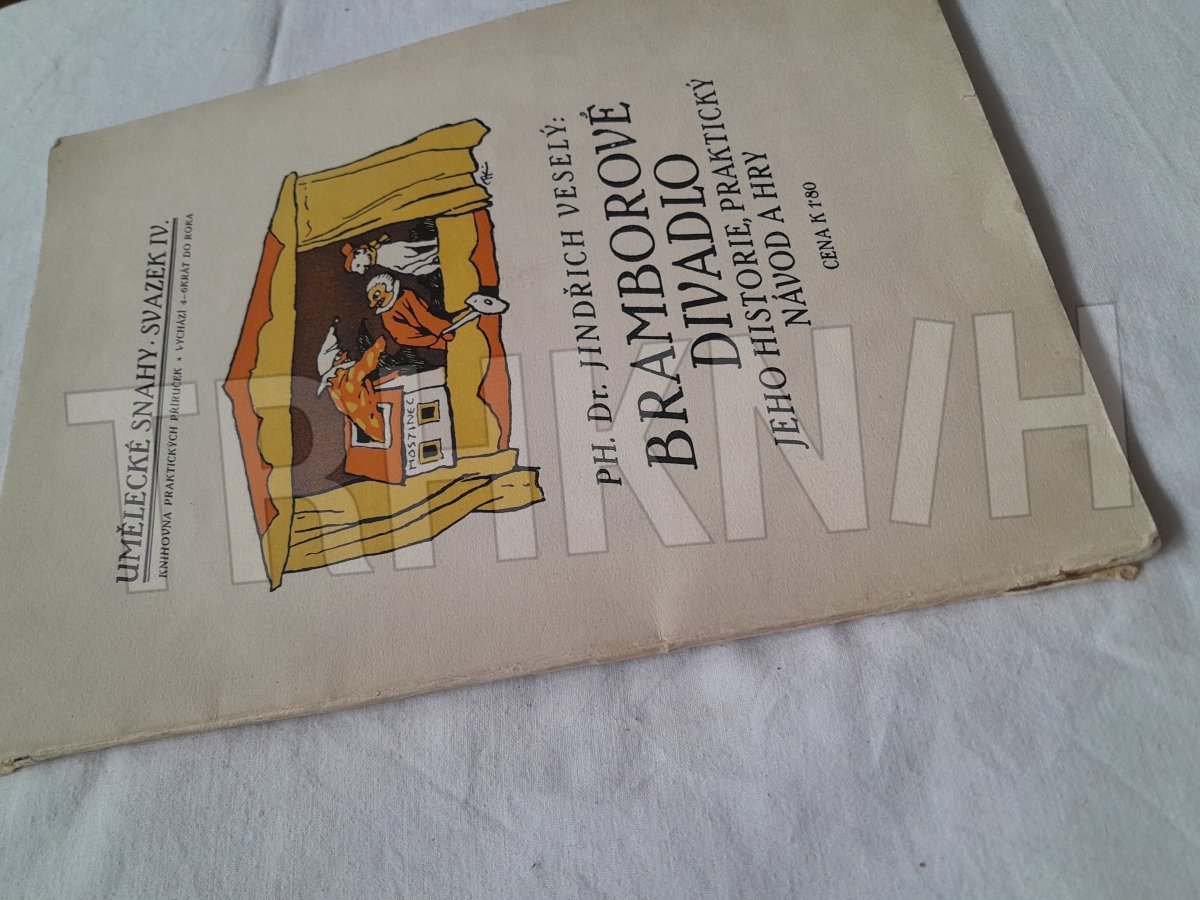 UMĚLECKÉ SNAHY. SVAZEK IV.
KNIHOVNA PRAKTICKÝCH PŘÍRUČEK • VYCHÁZÍ 4-6KRÁT DO ROKA
HOSTINEC
PH. Dr. JINDŘICH VESELÝ:
BRAMBOROVÉ
DIVADLO
JEHO HISTORIE, PRAKTICKÝ
NÁVOD A HRY
CENA K 1·80
TRHKN/H